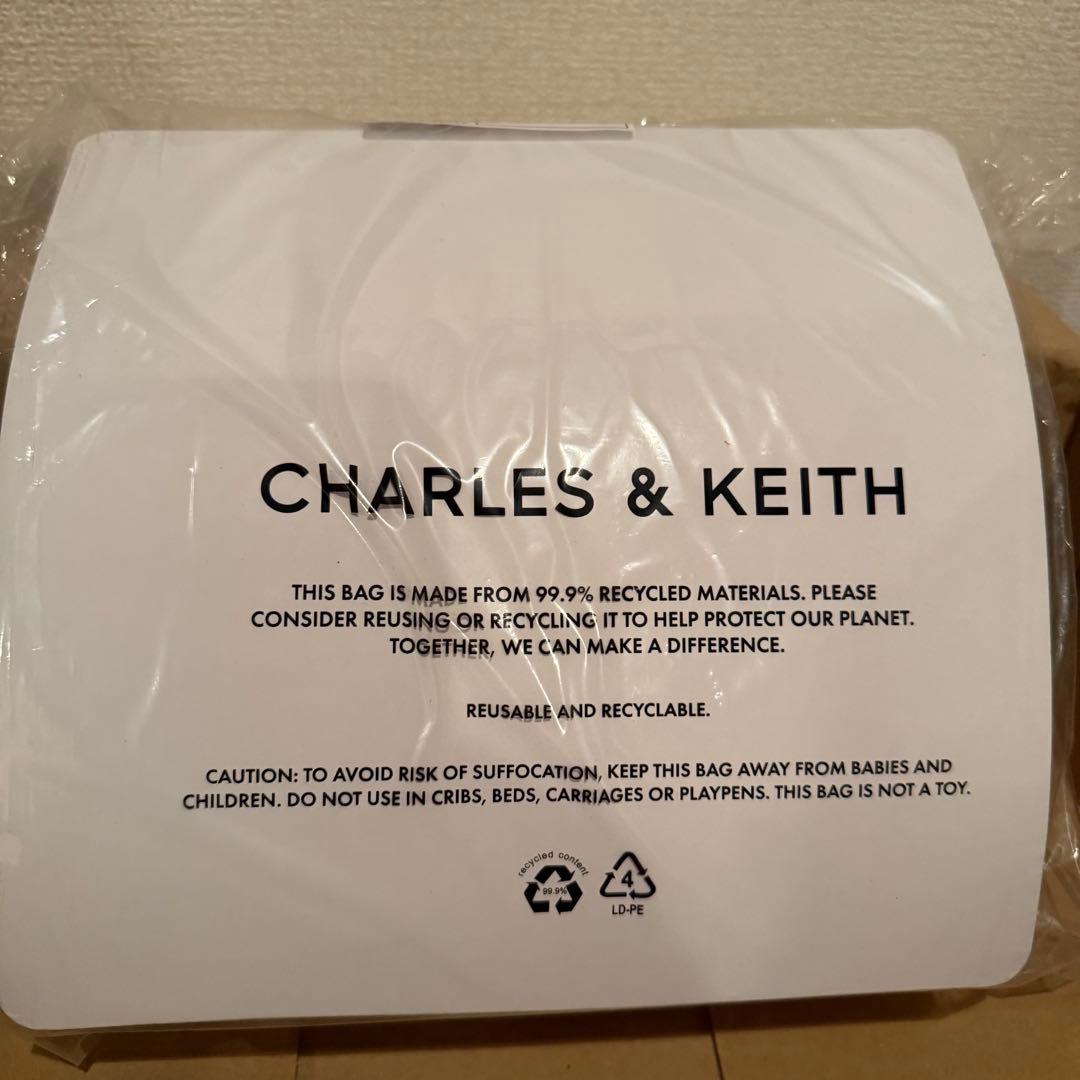 CHARLES & KEITH
THIS BAG IS MADE FROM 99.9% RECYCLED MATERIALS. PLEASE
CONSIDER REUSING OR RECYCLING IT TO HELP PROTECT OUR PLANET.
TOGETHER, WE CAN MAKE A DIFFERENCE.
REUSABLE AND RECYCLABLE.
CAUTION: TO AVOID RISK OF SUFFOCATION, KEEP THIS BAG AWAY FROM BABIES AND
CHILDREN. DO NOT USE IN CRIBS, BEDS, CARRIAGES OR PLAYPENS. THIS BAG IS NOT A TOY.
recycled content
99.9%
4
LD-PE